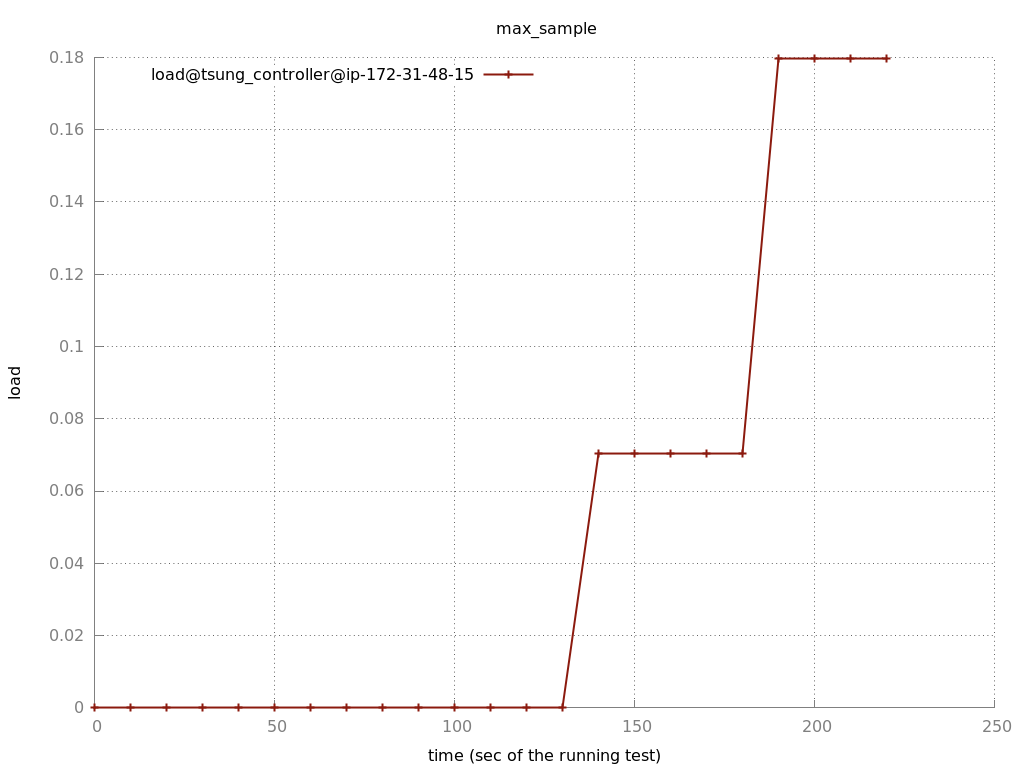 max_sample
load@tsung_controller@ip-172-31-48-15
0.18
0.16
0.14
0.12
0.1
0.08
0.06
0.04
0.02
0
load
0 50 100 150 200 250
time (sec of the running test)